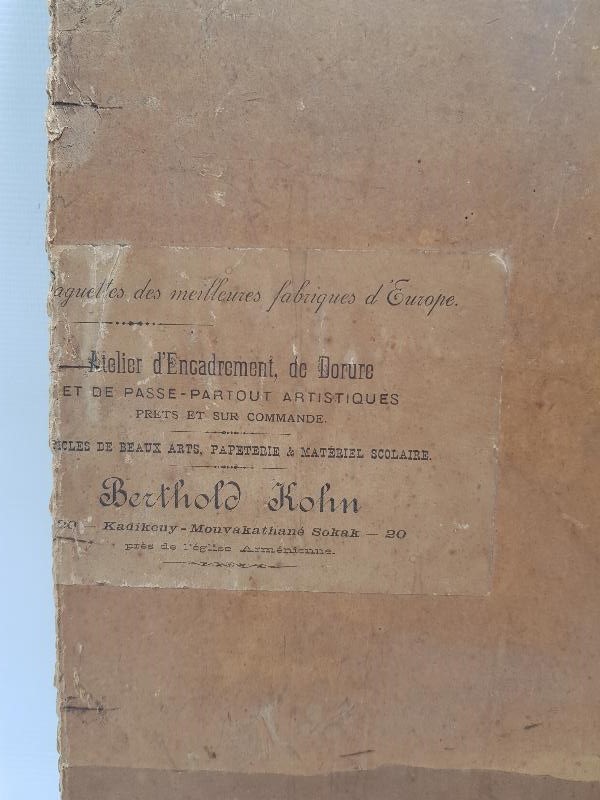 aguettes des meilleures fabriques d'Europe.
Atelier d'Encadrement, de Dorure
ET DE PASSE-PARTOUT ARTISTIQUES
PRETS ET SUR COMMANDE.
ICLES DE BEAUX ARTS, PAPETERIE & MATÉRIEL SCOLAIRE.
Berthold Kohn
20 — Kadikeuy-Mouvakathané Sokak — 20
près de l'église Arménienne.